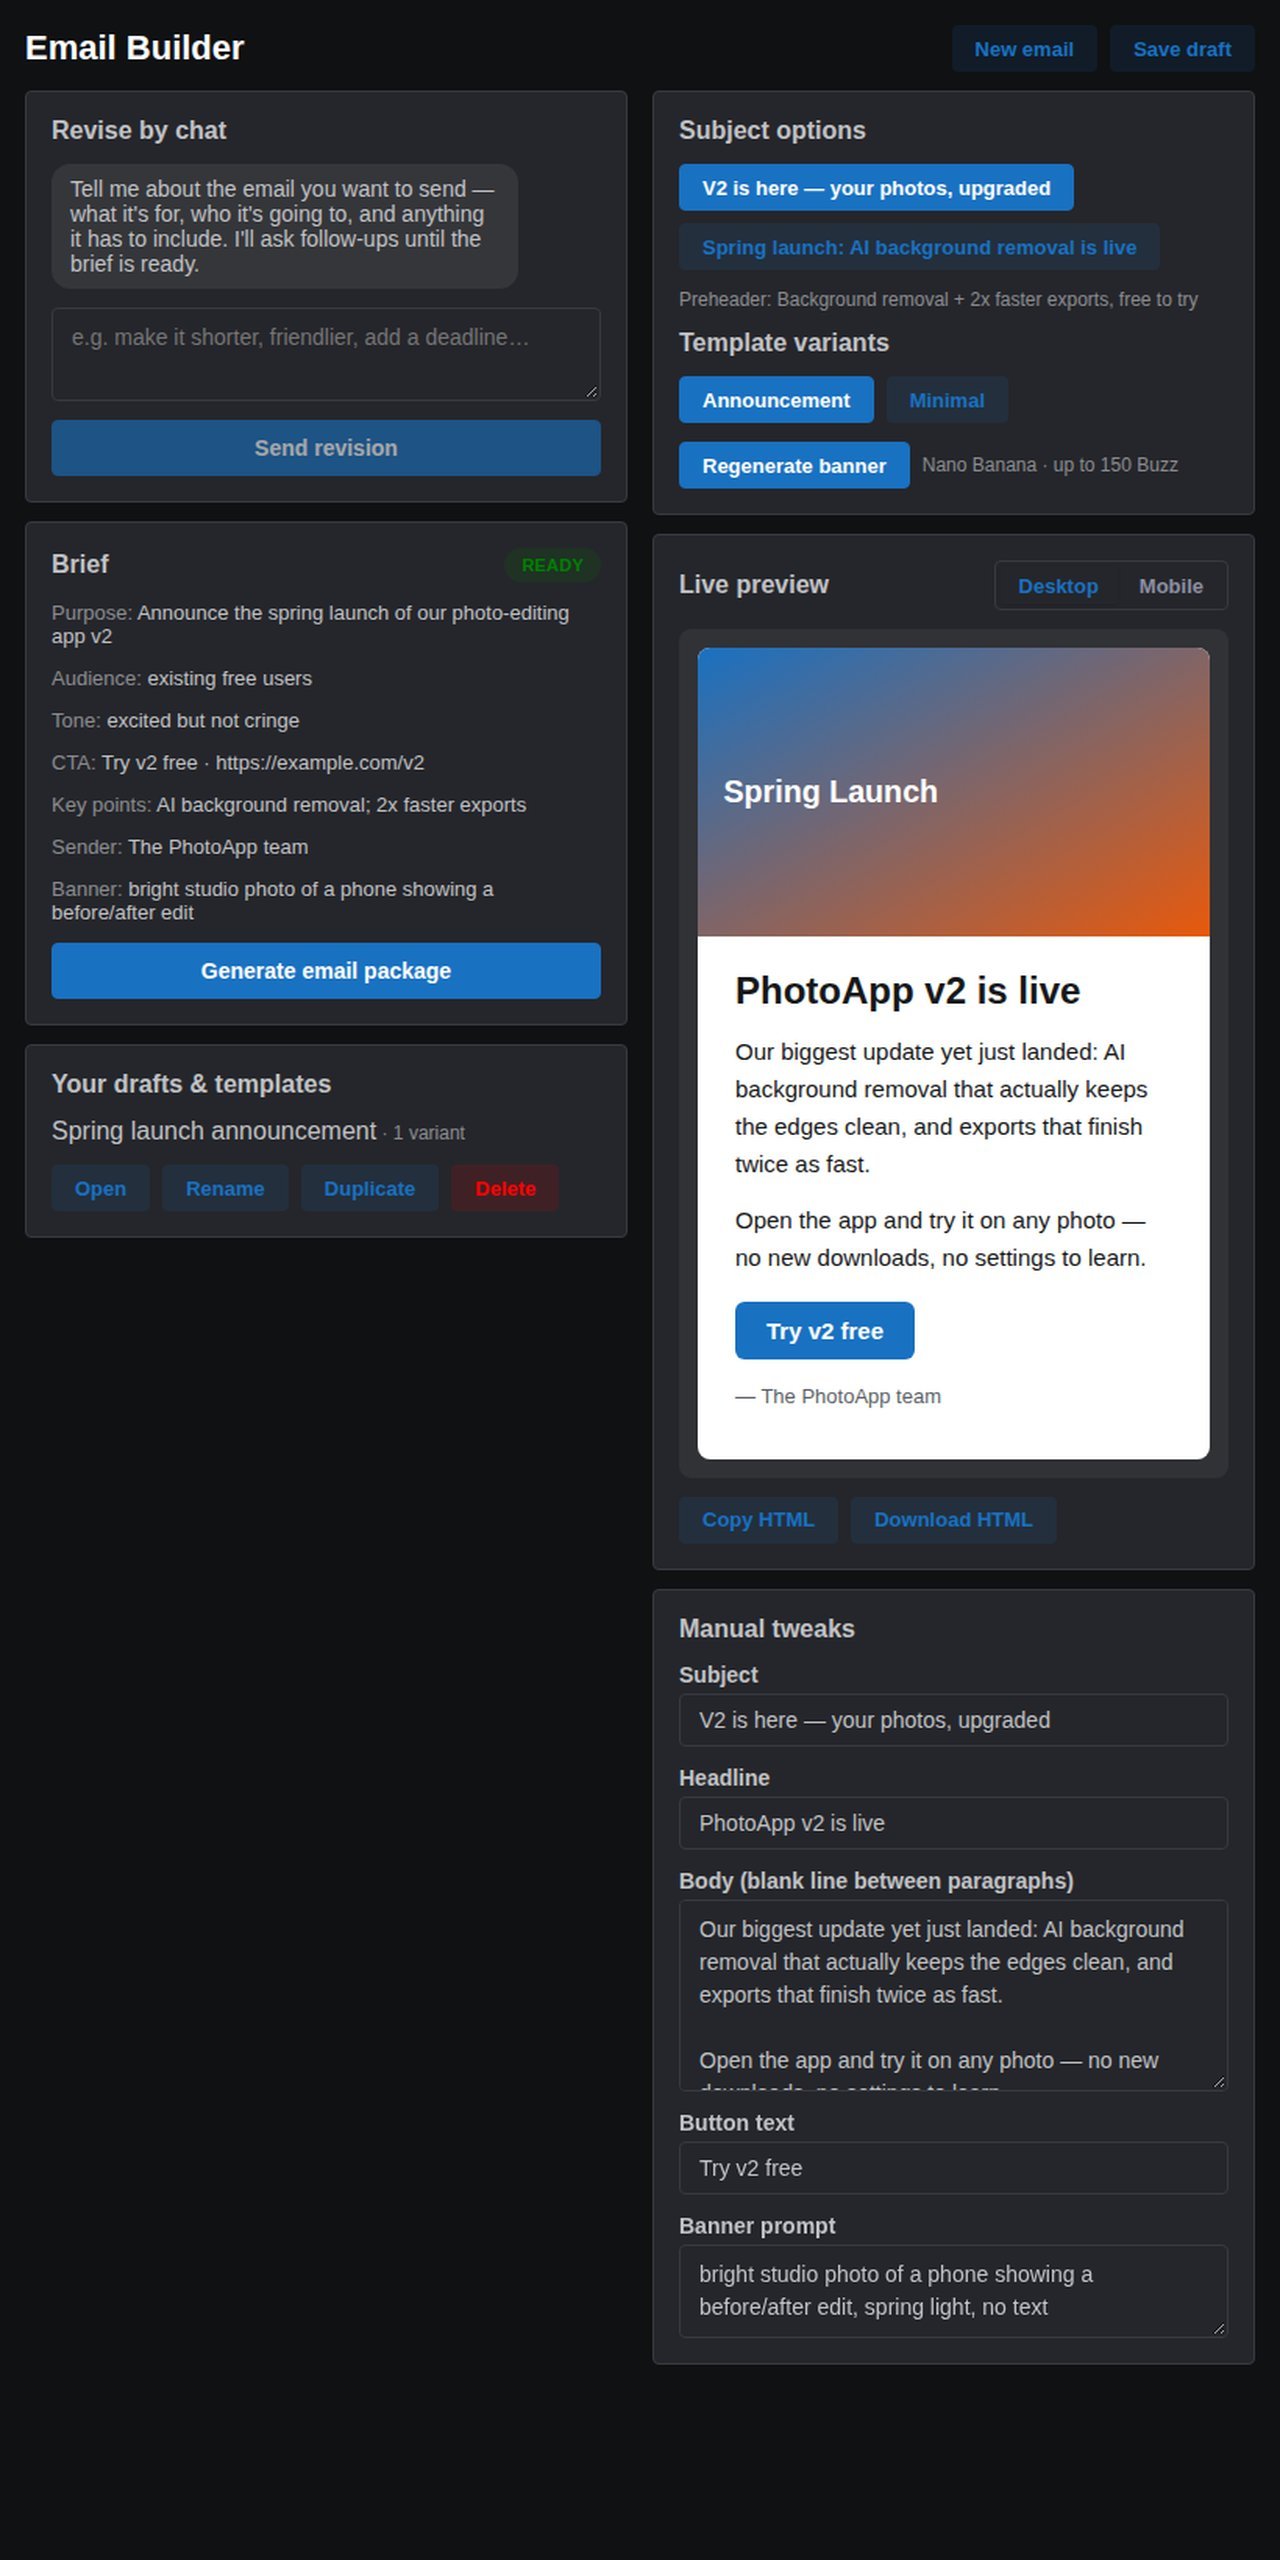 Email Builder
New email
Save draft
Revise by chat
Tell me about the email you want to send —
what it's for, who it's going to, and anything
it has to include. I'll ask follow-ups until the
brief is ready.
e.g. make it shorter, friendlier, add a deadline…
Send revision
Brief
READY
Purpose: Announce the spring launch of our photo-editing
app v2
Audience: existing free users
Tone: excited but not cringe
CTA: Try v2 free · https://example.com/v2
Key points: AI background removal; 2x faster exports
Sender: The PhotoApp team
Banner: bright studio photo of a phone showing a
before/after edit
Generate email package
Your drafts & templates
Spring launch announcement · 1 variant
Open
Rename
Duplicate
Delete
Subject options
V2 is here — your photos, upgraded
Spring launch: AI background removal is live
Preheader: Background removal + 2x faster exports, free to try
Template variants
Announcement
Minimal
Regenerate banner
Nano Banana · up to 150 Buzz
Live preview
Desktop
Mobile
Spring Launch
PhotoApp v2 is live
Our biggest update yet just landed: AI
background removal that actually keeps
the edges clean, and exports that finish
twice as fast.
Open the app and try it on any photo —
no new downloads, no settings to learn.
Try v2 free
— The PhotoApp team
Copy HTML
Download HTML
Manual tweaks
Subject
V2 is here — your photos, upgraded
Headline
PhotoApp v2 is live
Body (blank line between paragraphs)
Our biggest update yet just landed: AI background
removal that actually keeps the edges clean, and
exports that finish twice as fast.
Open the app and try it on any photo — no new
downloads, no settings to learn.
Button text
Try v2 free
Banner prompt
bright studio photo of a phone showing a
before/after edit, spring light, no text